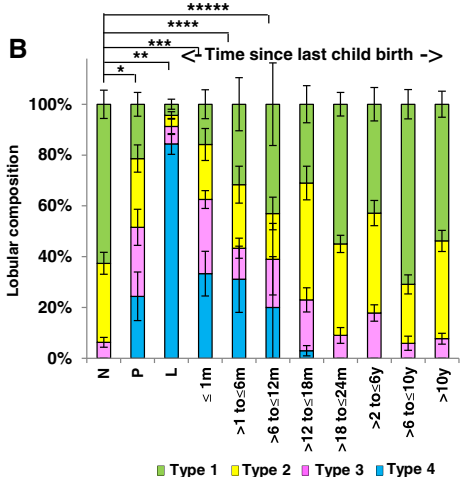 *****
****
***
**
*
B
<- Time since last child birth ->
Lobular composition
100%
80%
60%
40%
20%
0%
N
P
L
≤ 1m
>1 to≤6m
>6 to≤12m
>12 to≤18m
>18 to≤24m
>2 to≤6y
>6 to≤10y
>10y
Type 1 Type 2 Type 3 Type 4